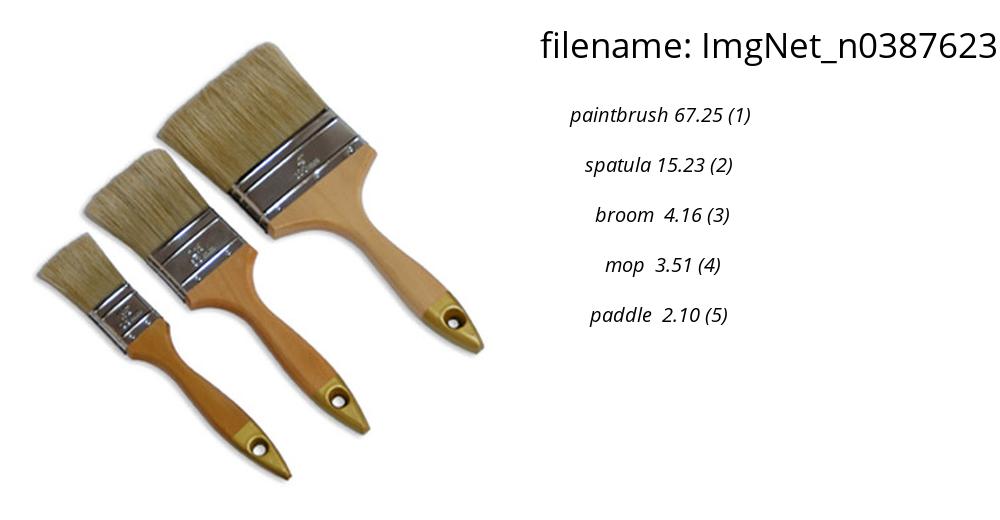 filename: ImgNet_n0387623
paintbrush 67.25 (1)
spatula 15.23 (2)
broom 4.16 (3)
mop 3.51 (4)
paddle 2.10 (5)